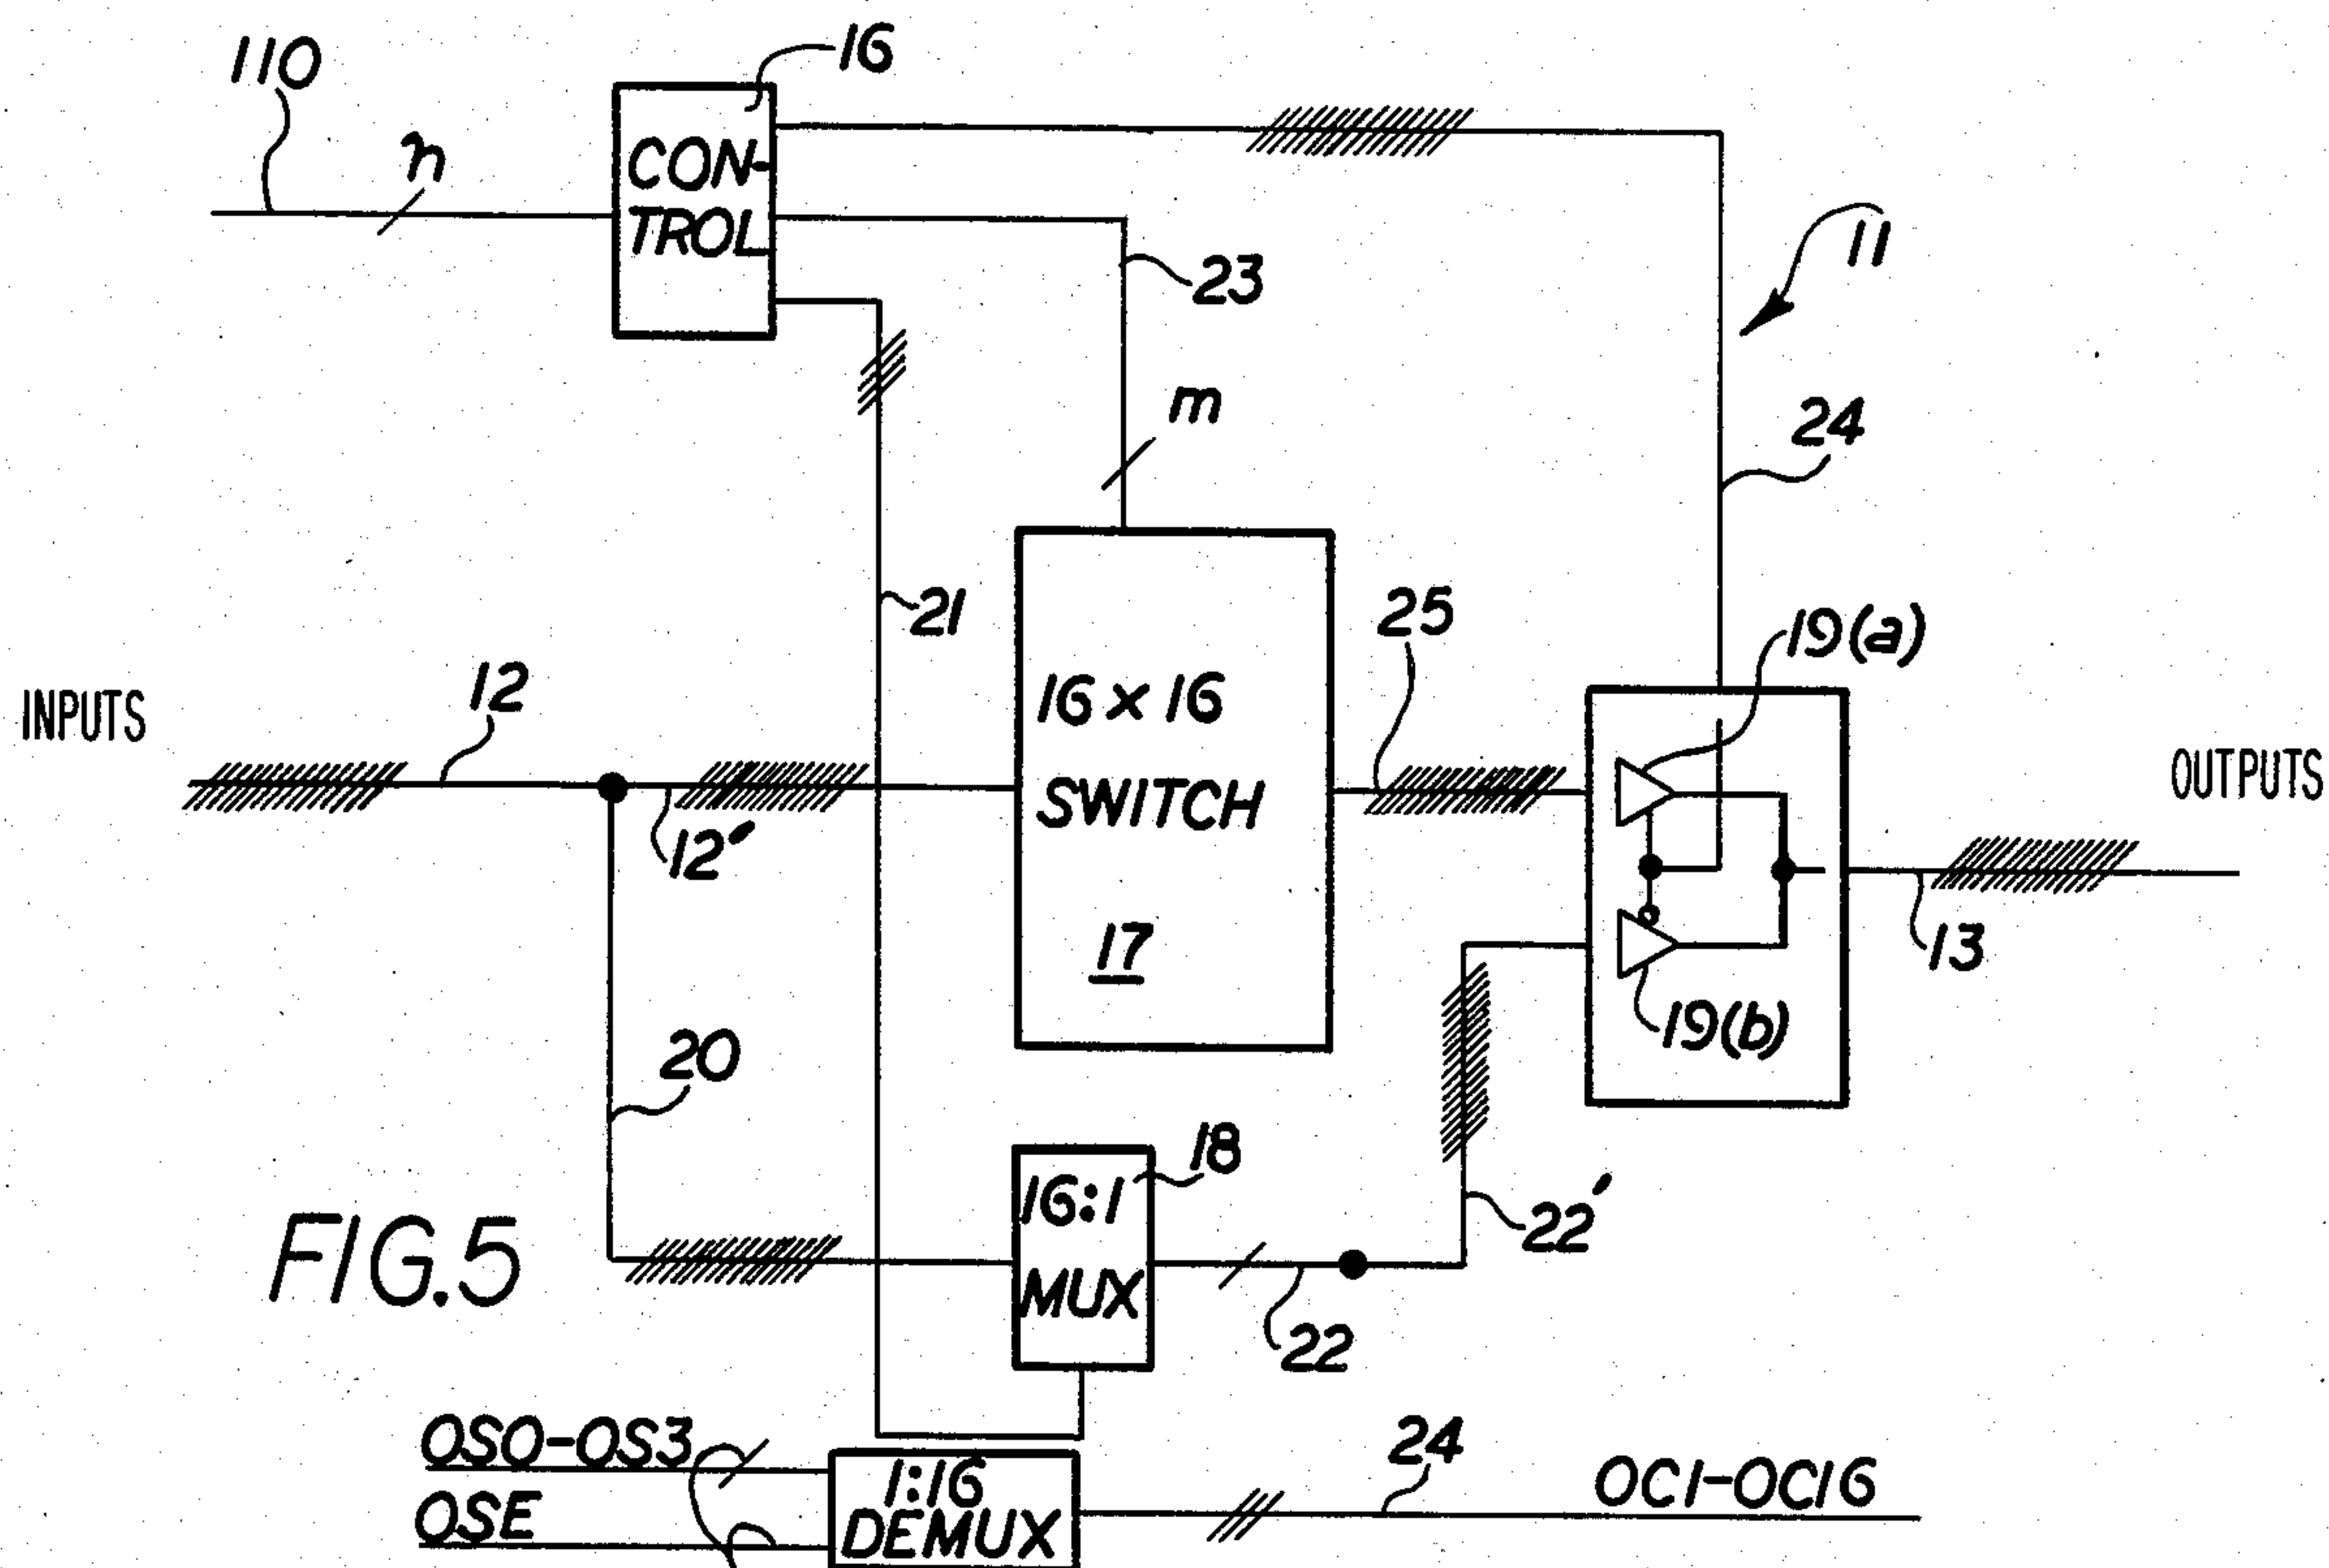 110
16
n
CON-
TROL
11
23
m
24
21
25
19(a)
INPUTS
12
16 x 16
SWITCH
OUTPUTS
12'
17
13
19(b)
20
18
16:1
MUX
22'
FIG.5
22
OS0-OS3
24
OC1-OC16
1:16
DEMUX
OSE